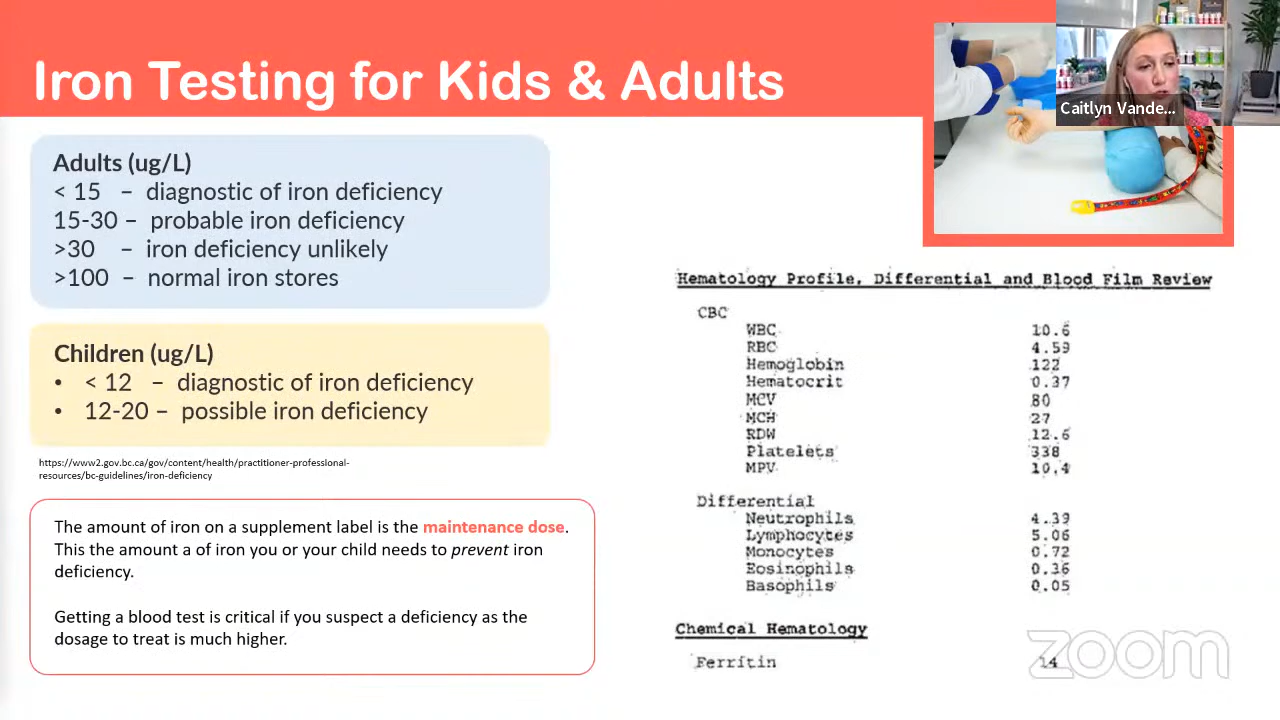 Iron Testing for Kids & Adults
Caitlyn Vande...
Adults (ug/L)
< 15 – diagnostic of iron deficiency
15-30 – probable iron deficiency
>30 – iron deficiency unlikely
>100 – normal iron stores
Children (ug/L)
• < 12 – diagnostic of iron deficiency
• 12-20 – possible iron deficiency
https://www2.gov.bc.ca/gov/content/health/practitioner-professional-
resources/bc-guidelines/iron-deficiency
The amount of iron on a supplement label is the maintenance dose.
This the amount a of iron you or your child needs to prevent iron
deficiency.
Getting a blood test is critical if you suspect a deficiency as the
dosage to treat is much higher.
Hematology Profile, Differential and Blood Film Review
CBC
WBC 10.6
RBC 4.59
Hemoglobin 122
Hematocrit 0.37
MCV 80
MCH 27
RDW 12.6
Platelets 338
MPV 10.4
Differential
Neutrophils 4.39
Lymphocytes 5.06
Monocytes 0.72
Eosinophils 0.36
Basophils 0.05
Chemical Hematology
Ferritin 14
zoom